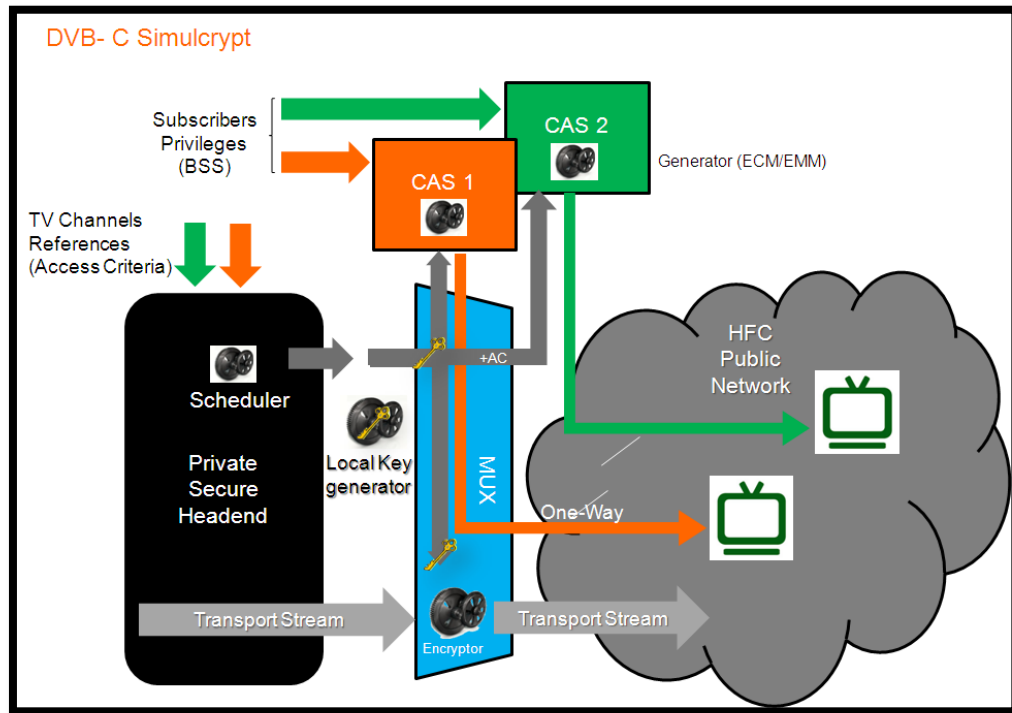 DVB- C Simulcrypt
Subscribers
Privileges
(BSS)
CAS 2
Generator (ECM/EMM)
CAS 1
TV Channels
References
(Access Criteria)
HFC
Public
Network
+AC
Scheduler
Local Key
generator
Private
Secure
Headend
MUX
One-Way
Transport Stream
Transport Stream
Encryptor